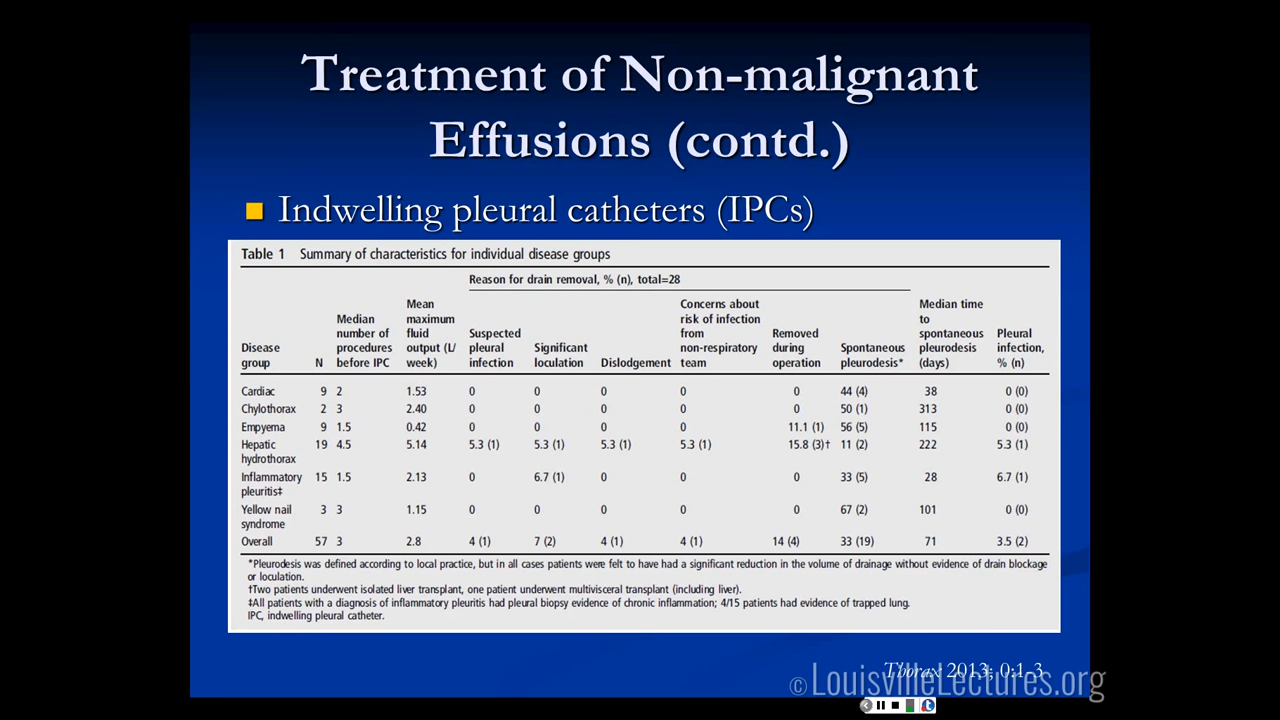 Treatment of Non-malignant
Effusions (contd.)
Indwelling pleural catheters (IPCs)
Table 1 Summary of characteristics for individual disease groups
Reason for drain removal, % (n), total=28
Disease group | N | Median number of procedures before IPC | Mean maximum fluid output (L/week) | Suspected pleural infection | Significant loculation | Dislodgement | Concerns about risk of infection from non-respiratory team | Removed during operation | Spontaneous pleurodesis* | Median time to spontaneous pleurodesis (days) | Pleural infection, % (n)
Cardiac 9 2 1.53 0 0 0 0 0 44 (4) 38 0 (0)
Chylothorax 2 3 2.40 0 0 0 0 0 50 (1) 313 0 (0)
Empyema 9 1.5 0.42 0 0 0 0 11.1 (1) 56 (5) 115 0 (0)
Hepatic hydrothorax 19 4.5 5.14 5.3 (1) 5.3 (1) 5.3 (1) 5.3 (1) 15.8 (3)† 11 (2) 222 5.3 (1)
Inflammatory pleuritis‡ 15 1.5 2.13 0 6.7 (1) 0 0 0 33 (5) 28 6.7 (1)
Yellow nail syndrome 3 3 1.15 0 0 0 0 0 67 (2) 101 0 (0)
Overall 57 3 2.8 4 (1) 7 (2) 4 (1) 4 (1) 14 (4) 33 (19) 71 3.5 (2)
*Pleurodesis was defined according to local practice, but in all cases patients were felt to have had a significant reduction in the volume of drainage without evidence of drain blockage
or loculation.
†Two patients underwent isolated liver transplant, one patient underwent multivisceral transplant (including liver).
‡All patients with a diagnosis of inflammatory pleuritis had pleural biopsy evidence of chronic inflammation; 4/15 patients had evidence of trapped lung.
IPC, indwelling pleural catheter.
Thorax 2013; 0:1-3
© LouisvilleLectures.org